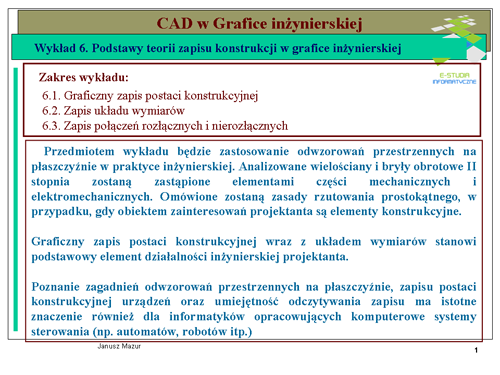 CAD w Grafice inżynierskiej
Wykład 6. Podstawy teorii zapisu konstrukcji w grafice inżynierskiej
E-STUDIA
INFORMATYCZNE
Zakres wykładu:
6.1. Graficzny zapis postaci konstrukcyjnej
6.2. Zapis układu wymiarów
6.3. Zapis połączeń rozłącznych i nierozłącznych
Przedmiotem wykładu będzie zastosowanie odwzorowań przestrzennych na
płaszczyźnie w praktyce inżynierskiej. Analizowane wielościany i bryły obrotowe II
stopnia zostaną zastąpione elementami części mechanicznych i
elektromechanicznych. Omówione zostaną zasady rzutowania prostokątnego, w
przypadku, gdy obiektem zainteresowań projektanta są elementy konstrukcyjne.
Graficzny zapis postaci konstrukcyjnej wraz z układem wymiarów stanowi
podstawowy element działalności inżynierskiej projektanta.
Poznanie zagadnień odwzorowań przestrzennych na płaszczyźnie, zapisu postaci
konstrukcyjnej urządzeń oraz umiejętność odczytywania zapisu ma istotne
znaczenie również dla informatyków opracowujących komputerowe systemy
sterowania (np. automatów, robotów itp.)
Janusz Mazur
1